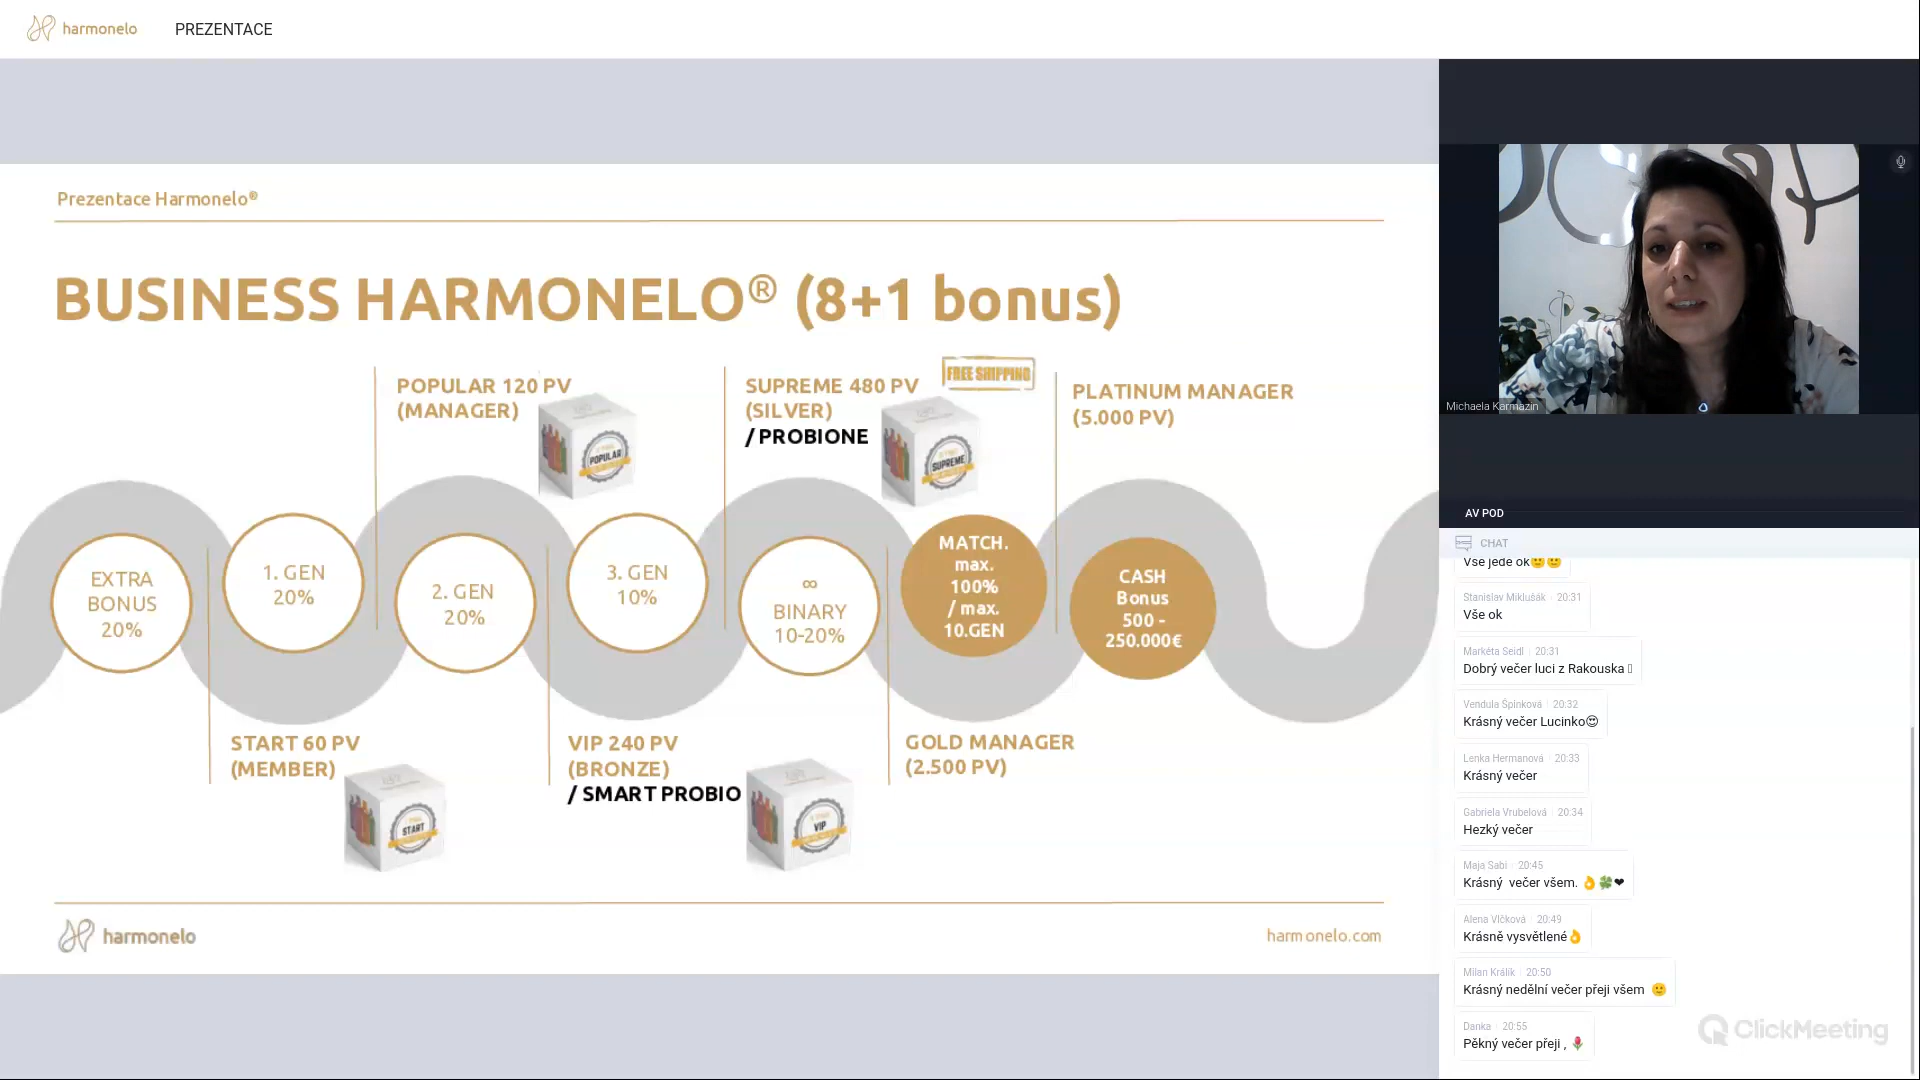 harmonelo
PREZENTACE
Prezentace Harmonelo®
BUSINESS HARMONELO® (8+1 bonus)
POPULAR 120 PV
(MANAGER)
POPULAR
SUPREME 480 PV
(SILVER)
/ PROBIONE
FREE SHIPPING
SUPREME
PLATINUM MANAGER
(5.000 PV)
EXTRA
BONUS
20%
1. GEN
20%
2. GEN
20%
3. GEN
10%
∞
BINARY
10-20%
MATCH.
max.
100%
/ max.
10.GEN
CASH
Bonus
500 -
250.000€
START 60 PV
(MEMBER)
START
VIP 240 PV
(BRONZE)
/ SMART PROBIO
VIP
GOLD MANAGER
(2.500 PV)
harmonelo
harmonelo.com
Michaela Karmazin
AV POD
CHAT
Vše jede ok🙂🙂
Stanislav Miklušák 20:31
Vše ok
Markéta Seidl 20:31
Dobrý večer luci z Rakouska
Vendula Špinková 20:32
Krásný večer Lucinko😍
Lenka Hermanová 20:33
Krásný večer
Gabriela Vrubelová 20:34
Hezký večer
Maja Sabi 20:45
Krásný večer všem. 👌🍀❤
Alena Vlčková 20:49
Krásně vysvětlené👌
Milan Králík 20:50
Krásný nedělní večer přeji všem 🙂
Danka 20:55
Pěkný večer přeji , 🌷
ClickMeeting